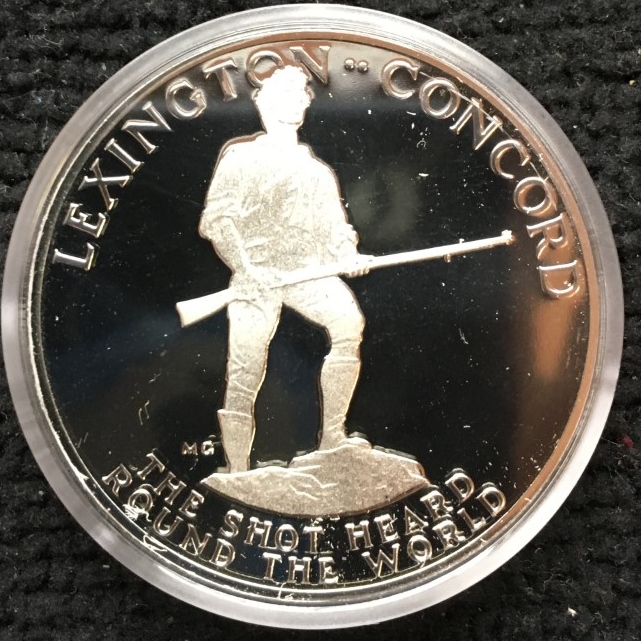 LEXINGTON ·· CONCORD
MG
THE SHOT HEARD
ROUND THE WORLD